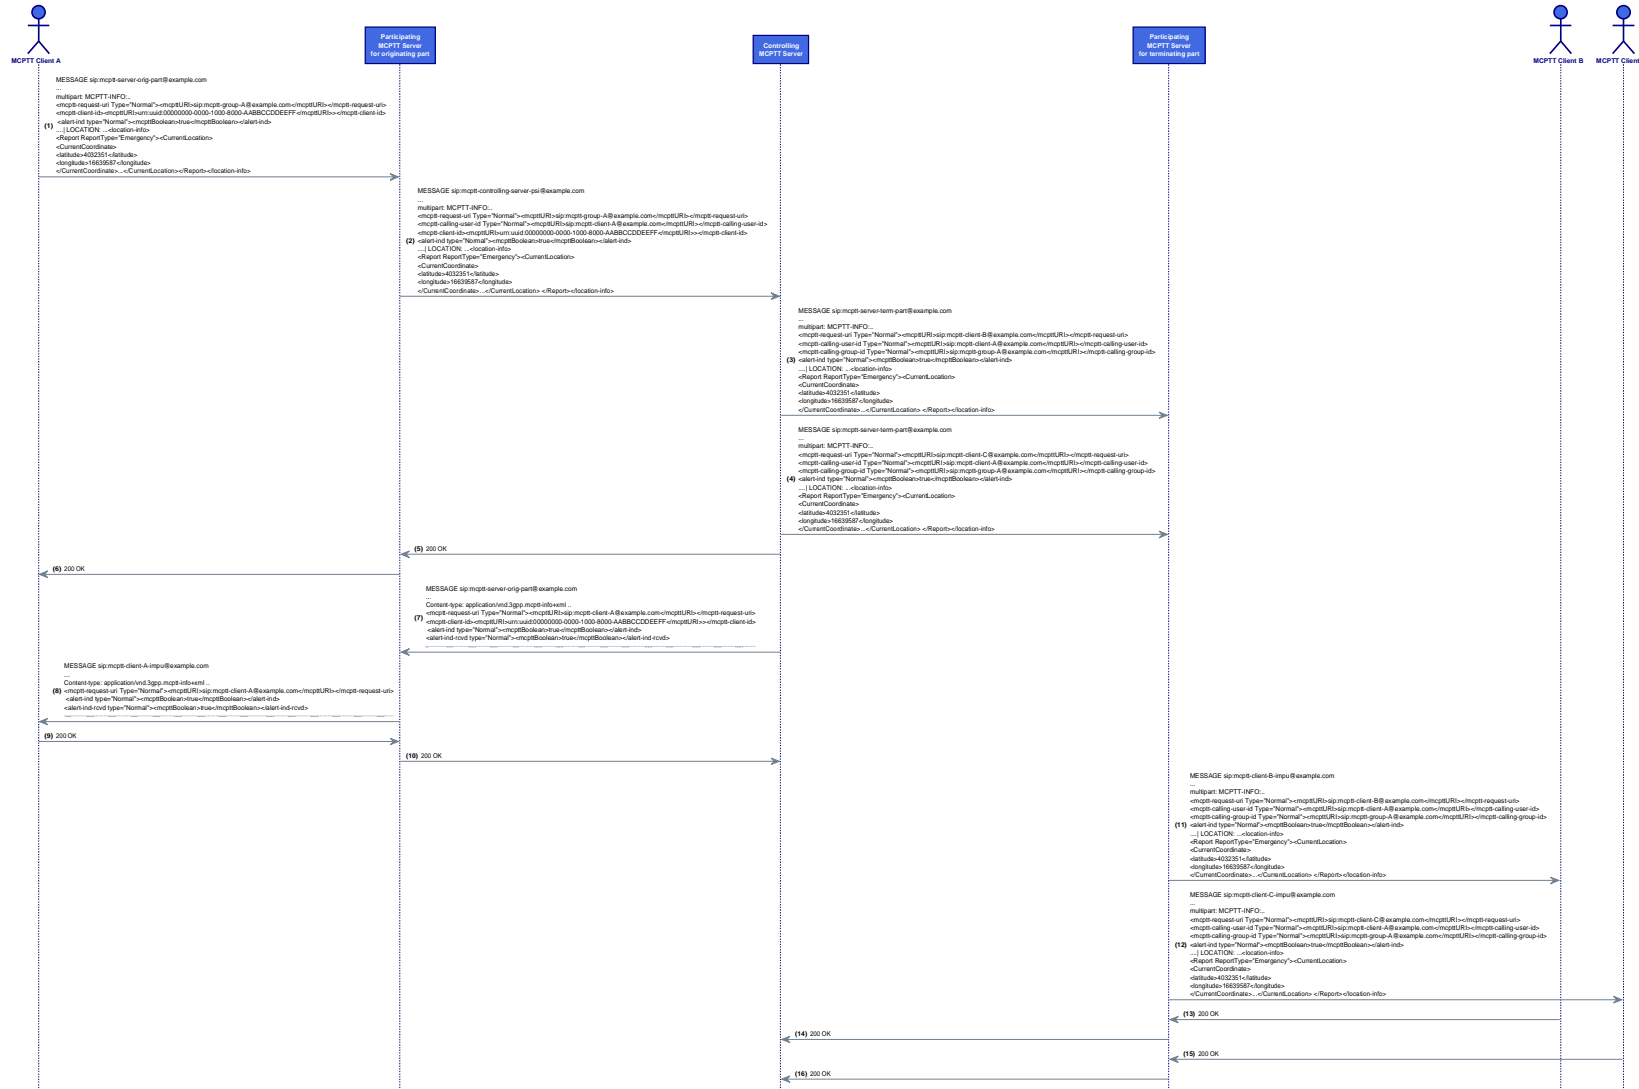 MCPTT Client A
Participating
MCPTT Server
for originating part
Controlling
MCPTT Server
Participating
MCPTT Server
for terminating part
MCPTT Client B
MCPTT Client
MESSAGE sip:mcptt-server-orig-part@example.com
...
multipart: MCPTT-INFO:..
<mcptt-request-uri Type="Normal"><mcpttURI>sip:mcptt-group-A@example.com</mcpttURI></mcptt-request-uri>
<mcptt-client-id><mcpttURI>urn:uuid:00000000-0000-1000-8000-AABBCCDDEEFF</mcpttURI>></mcptt-client-id>
<alert-ind type="Normal"><mcpttBoolean>true</mcpttBoolean></alert-ind>
(1) ....| LOCATION: ...<location-info>
<Report ReportType="Emergency"><CurrentLocation>
<CurrentCoordinate>
<latitude>4032351</latitude>
<longitude>16639587</longitude>
</CurrentCoordinate>...</CurrentLocation></Report></location-info>
MESSAGE sip:mcptt-controlling-server-psi@example.com
...
multipart: MCPTT-INFO:..
<mcptt-request-uri Type="Normal"><mcpttURI>sip:mcptt-group-A@example.com</mcpttURI></mcptt-request-uri>
<mcptt-calling-user-id Type="Normal"><mcpttURI>sip:mcptt-client-A@example.com</mcpttURI></mcptt-calling-user-id>
<mcptt-client-id><mcpttURI>urn:uuid:00000000-0000-1000-8000-AABBCCDDEEFF</mcpttURI>></mcptt-client-id>
(2) <alert-ind type="Normal"><mcpttBoolean>true</mcpttBoolean></alert-ind>
....| LOCATION: ...<location-info>
<Report ReportType="Emergency"><CurrentLocation>
<CurrentCoordinate>
<latitude>4032351</latitude>
<longitude>16639587</longitude>
</CurrentCoordinate>...</CurrentLocation> </Report></location-info>
MESSAGE sip:mcptt-server-term-part@example.com
...
multipart: MCPTT-INFO:..
<mcptt-request-uri Type="Normal"><mcpttURI>sip:mcptt-client-B@example.com</mcpttURI></mcptt-request-uri>
<mcptt-calling-user-id Type="Normal"><mcpttURI>sip:mcptt-client-A@example.com</mcpttURI></mcptt-calling-user-id>
<mcptt-calling-group-id Type="Normal"><mcpttURI>sip:mcptt-group-A@example.com</mcpttURI></mcptt-calling-group-id>
(3) <alert-ind type="Normal"><mcpttBoolean>true</mcpttBoolean></alert-ind>
....| LOCATION: ...<location-info>
<Report ReportType="Emergency"><CurrentLocation>
<CurrentCoordinate>
<latitude>4032351</latitude>
<longitude>16639587</longitude>
</CurrentCoordinate>...</CurrentLocation> </Report></location-info>
MESSAGE sip:mcptt-server-term-part@example.com
...
multipart: MCPTT-INFO:..
<mcptt-request-uri Type="Normal"><mcpttURI>sip:mcptt-client-C@example.com</mcpttURI></mcptt-request-uri>
<mcptt-calling-user-id Type="Normal"><mcpttURI>sip:mcptt-client-A@example.com</mcpttURI></mcptt-calling-user-id>
<mcptt-calling-group-id Type="Normal"><mcpttURI>sip:mcptt-group-A@example.com</mcpttURI></mcptt-calling-group-id>
(4) <alert-ind type="Normal"><mcpttBoolean>true</mcpttBoolean></alert-ind>
....| LOCATION: ...<location-info>
<Report ReportType="Emergency"><CurrentLocation>
<CurrentCoordinate>
<latitude>4032351</latitude>
<longitude>16639587</longitude>
</CurrentCoordinate>...</CurrentLocation> </Report></location-info>
(5) 200 OK
(6) 200 OK
MESSAGE sip:mcptt-server-orig-part@example.com
...
Content-type: application/vnd.3gpp.mcptt-info+xml ..
<mcptt-request-uri Type="Normal"><mcpttURI>sip:mcptt-client-A@example.com</mcpttURI></mcptt-request-uri>
(7) <mcptt-client-id><mcpttURI>urn:uuid:00000000-0000-1000-8000-AABBCCDDEEFF</mcpttURI>></mcptt-client-id>
<alert-ind type="Normal"><mcpttBoolean>true</mcpttBoolean></alert-ind>
<alert-ind-rcvd type="Normal"><mcpttBoolean>true</mcpttBoolean></alert-ind-rcvd>
MESSAGE sip:mcptt-client-A-impu@example.com
...
Content-type: application/vnd.3gpp.mcptt-info+xml ..
(8) <mcptt-request-uri Type="Normal"><mcpttURI>sip:mcptt-client-A@example.com</mcpttURI></mcptt-request-uri>
<alert-ind type="Normal"><mcpttBoolean>true</mcpttBoolean></alert-ind>
<alert-ind-rcvd type="Normal"><mcpttBoolean>true</mcpttBoolean></alert-ind-rcvd>
(9) 200 OK
(10) 200 OK
MESSAGE sip:mcptt-client-B-impu@example.com
...
multipart: MCPTT-INFO:..
<mcptt-request-uri Type="Normal"><mcpttURI>sip:mcptt-client-B@example.com</mcpttURI></mcptt-request-uri>
<mcptt-calling-user-id Type="Normal"><mcpttURI>sip:mcptt-client-A@example.com</mcpttURI></mcptt-calling-user-id>
<mcptt-calling-group-id Type="Normal"><mcpttURI>sip:mcptt-group-A@example.com</mcpttURI></mcptt-calling-group-id>
(11) <alert-ind type="Normal"><mcpttBoolean>true</mcpttBoolean></alert-ind>
....| LOCATION: ...<location-info>
<Report ReportType="Emergency"><CurrentLocation>
<CurrentCoordinate>
<latitude>4032351</latitude>
<longitude>16639587</longitude>
</CurrentCoordinate>...</CurrentLocation> </Report></location-info>
MESSAGE sip:mcptt-client-C-impu@example.com
...
multipart: MCPTT-INFO:..
<mcptt-request-uri Type="Normal"><mcpttURI>sip:mcptt-client-C@example.com</mcpttURI></mcptt-request-uri>
<mcptt-calling-user-id Type="Normal"><mcpttURI>sip:mcptt-client-A@example.com</mcpttURI></mcptt-calling-user-id>
<mcptt-calling-group-id Type="Normal"><mcpttURI>sip:mcptt-group-A@example.com</mcpttURI></mcptt-calling-group-id>
(12) <alert-ind type="Normal"><mcpttBoolean>true</mcpttBoolean></alert-ind>
....| LOCATION: ...<location-info>
<Report ReportType="Emergency"><CurrentLocation>
<CurrentCoordinate>
<latitude>4032351</latitude>
<longitude>16639587</longitude>
</CurrentCoordinate>...</CurrentLocation> </Report></location-info>
(13) 200 OK
(14) 200 OK
(15) 200 OK
(16) 200 OK